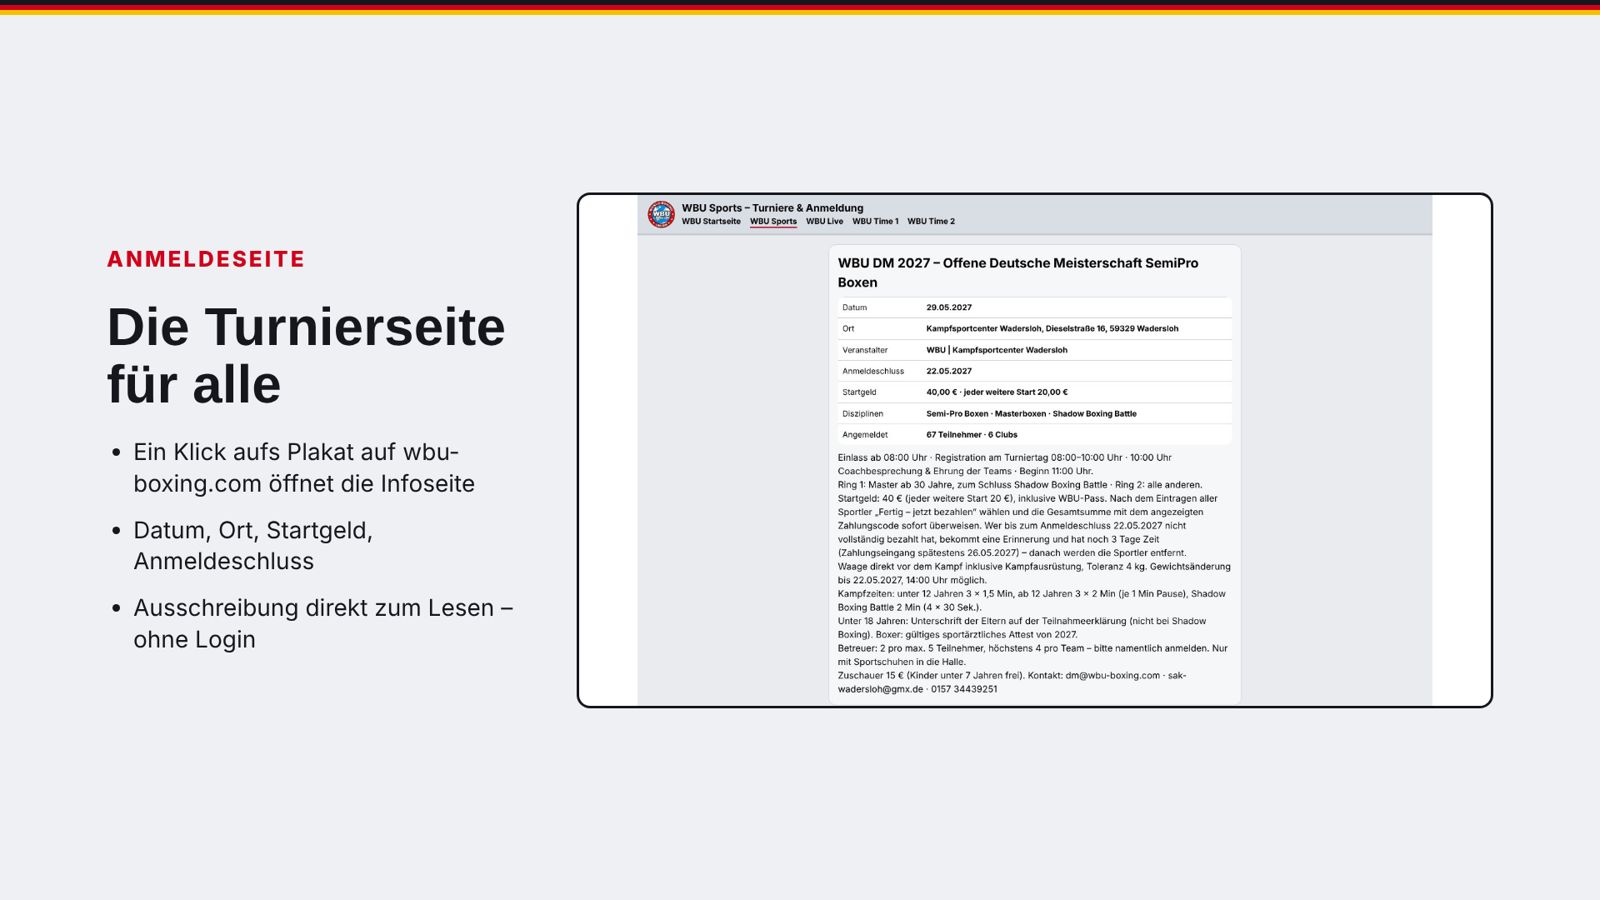 ANMELDESEITE
Die Turnierseite
für alle
• Ein Klick aufs Plakat auf wbu-
boxing.com öffnet die Infoseite
• Datum, Ort, Startgeld,
Anmeldeschluss
• Ausschreibung direkt zum Lesen –
ohne Login
WBU
WBU Sports – Turniere & Anmeldung
WBU Startseite WBU Sports WBU Live WBU Time 1 WBU Time 2
WBU DM 2027 – Offene Deutsche Meisterschaft SemiPro
Boxen
Datum 29.05.2027
Ort Kampfsportcenter Wadersloh, Dieselstraße 16, 59329 Wadersloh
Veranstalter WBU | Kampfsportcenter Wadersloh
Anmeldeschluss 22.05.2027
Startgeld 40,00 € · jeder weitere Start 20,00 €
Disziplinen Semi-Pro Boxen · Masterboxen · Shadow Boxing Battle
Angemeldet 67 Teilnehmer · 6 Clubs
Einlass ab 08:00 Uhr · Registration am Turniertag 08:00–10:00 Uhr · 10:00 Uhr
Coachbesprechung & Ehrung der Teams · Beginn 11:00 Uhr.
Ring 1: Master ab 30 Jahre, zum Schluss Shadow Boxing Battle · Ring 2: alle anderen.
Startgeld: 40 € (jeder weitere Start 20 €), inklusive WBU-Pass. Nach dem Eintragen aller
Sportler „Fertig – jetzt bezahlen“ wählen und die Gesamtsumme mit dem angezeigten
Zahlungscode sofort überweisen. Wer bis zum Anmeldeschluss 22.05.2027 nicht
vollständig bezahlt hat, bekommt eine Erinnerung und hat noch 3 Tage Zeit
(Zahlungseingang spätestens 26.05.2027) – danach werden die Sportler entfernt.
Waage direkt vor dem Kampf inklusive Kampfausrüstung, Toleranz 4 kg. Gewichtsänderung
bis 22.05.2027, 14:00 Uhr möglich.
Kampfzeiten: unter 12 Jahren 3 × 1,5 Min, ab 12 Jahren 3 × 2 Min (je 1 Min Pause), Shadow
Boxing Battle 2 Min (4 × 30 Sek.).
Unter 18 Jahren: Unterschrift der Eltern auf der Teilnahmeerklärung (nicht bei Shadow
Boxing). Boxer: gültiges sportärztliches Attest von 2027.
Betreuer: 2 pro max. 5 Teilnehmer, höchstens 4 pro Team – bitte namentlich anmelden. Nur
mit Sportschuhen in die Halle.
Zuschauer 15 € (Kinder unter 7 Jahren frei). Kontakt: dm@wbu-boxing.com · sak-
wadersloh@gmx.de · 0157 34439251